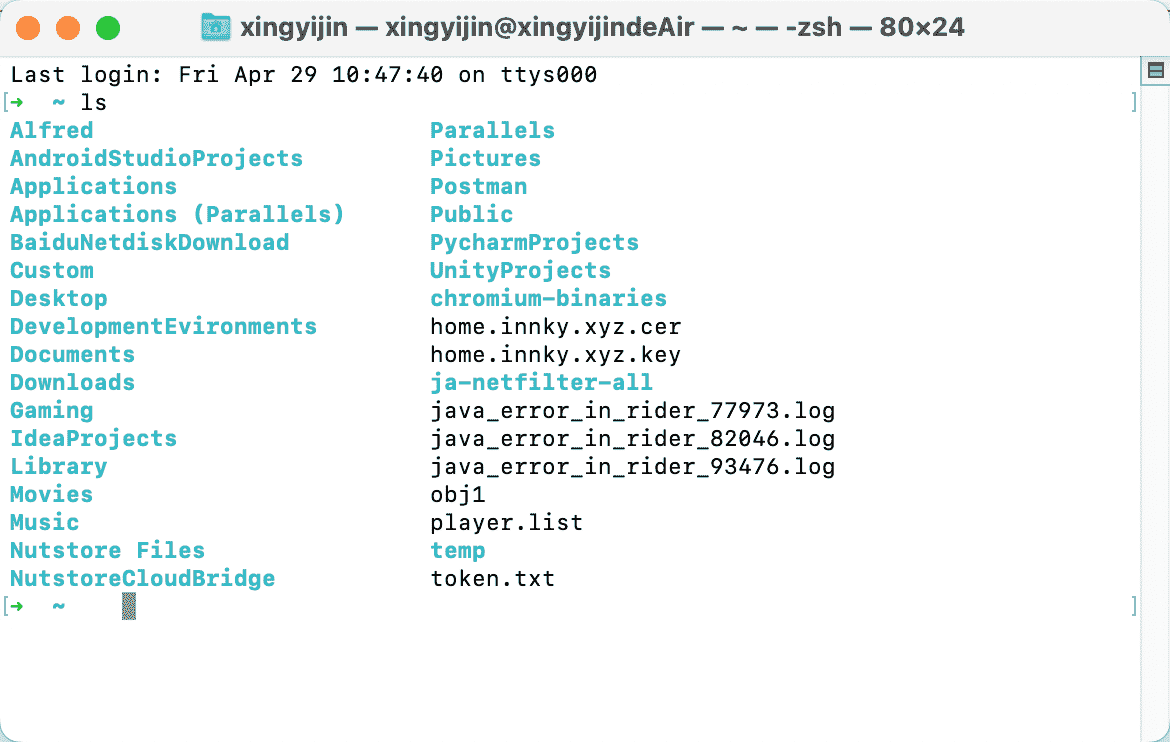 xingyijin — xingyijin@xingyijindeAir — ~ — -zsh — 80×24
Last login: Fri Apr 29 10:47:40 on ttys000
[➜  ~ ls ]
Alfred Parallels
AndroidStudioProjects Pictures
Applications Postman
Applications (Parallels) Public
BaiduNetdiskDownload PycharmProjects
Custom UnityProjects
Desktop chromium-binaries
DevelopmentEvironments home.innky.xyz.cer
Documents home.innky.xyz.key
Downloads ja-netfilter-all
Gaming java_error_in_rider_77973.log
IdeaProjects java_error_in_rider_82046.log
Library java_error_in_rider_93476.log
Movies obj1
Music player.list
Nutstore Files temp
NutstoreCloudBridge token.txt
[➜  ~ ]